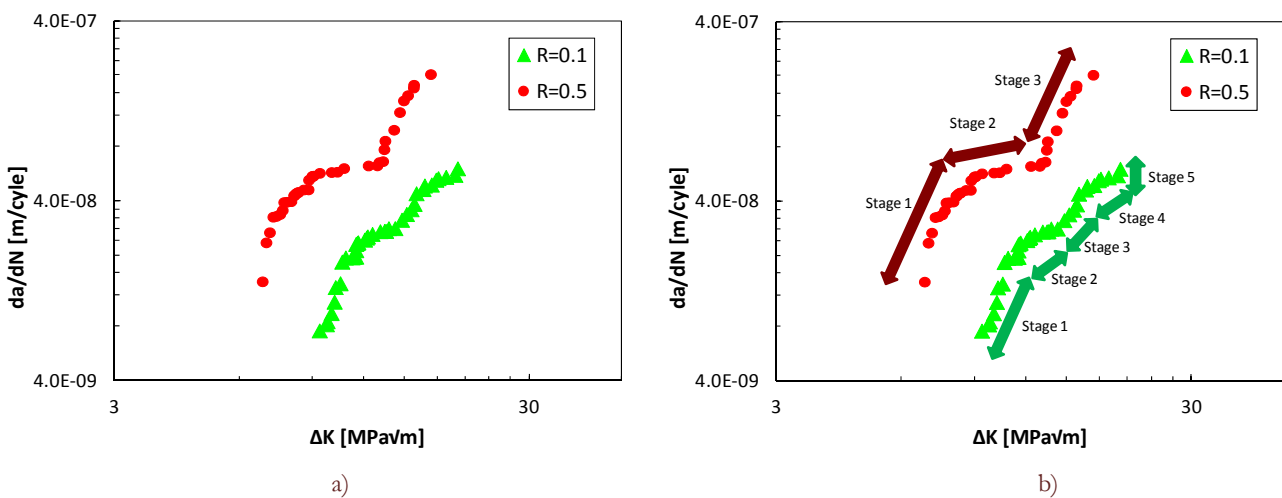 4.0E-07
4.0E-08
4.0E-09
da/dN [m/cyle]
R=0.1
R=0.5
3
30
ΔK [MPa√m]
a)
4.0E-07
4.0E-08
4.0E-09
da/dN [m/cyle]
R=0.1
R=0.5
Stage 3
Stage 2
Stage 1
Stage 5
Stage 4
Stage 3
Stage 2
Stage 1
3
30
ΔK [MPa√m]
b)